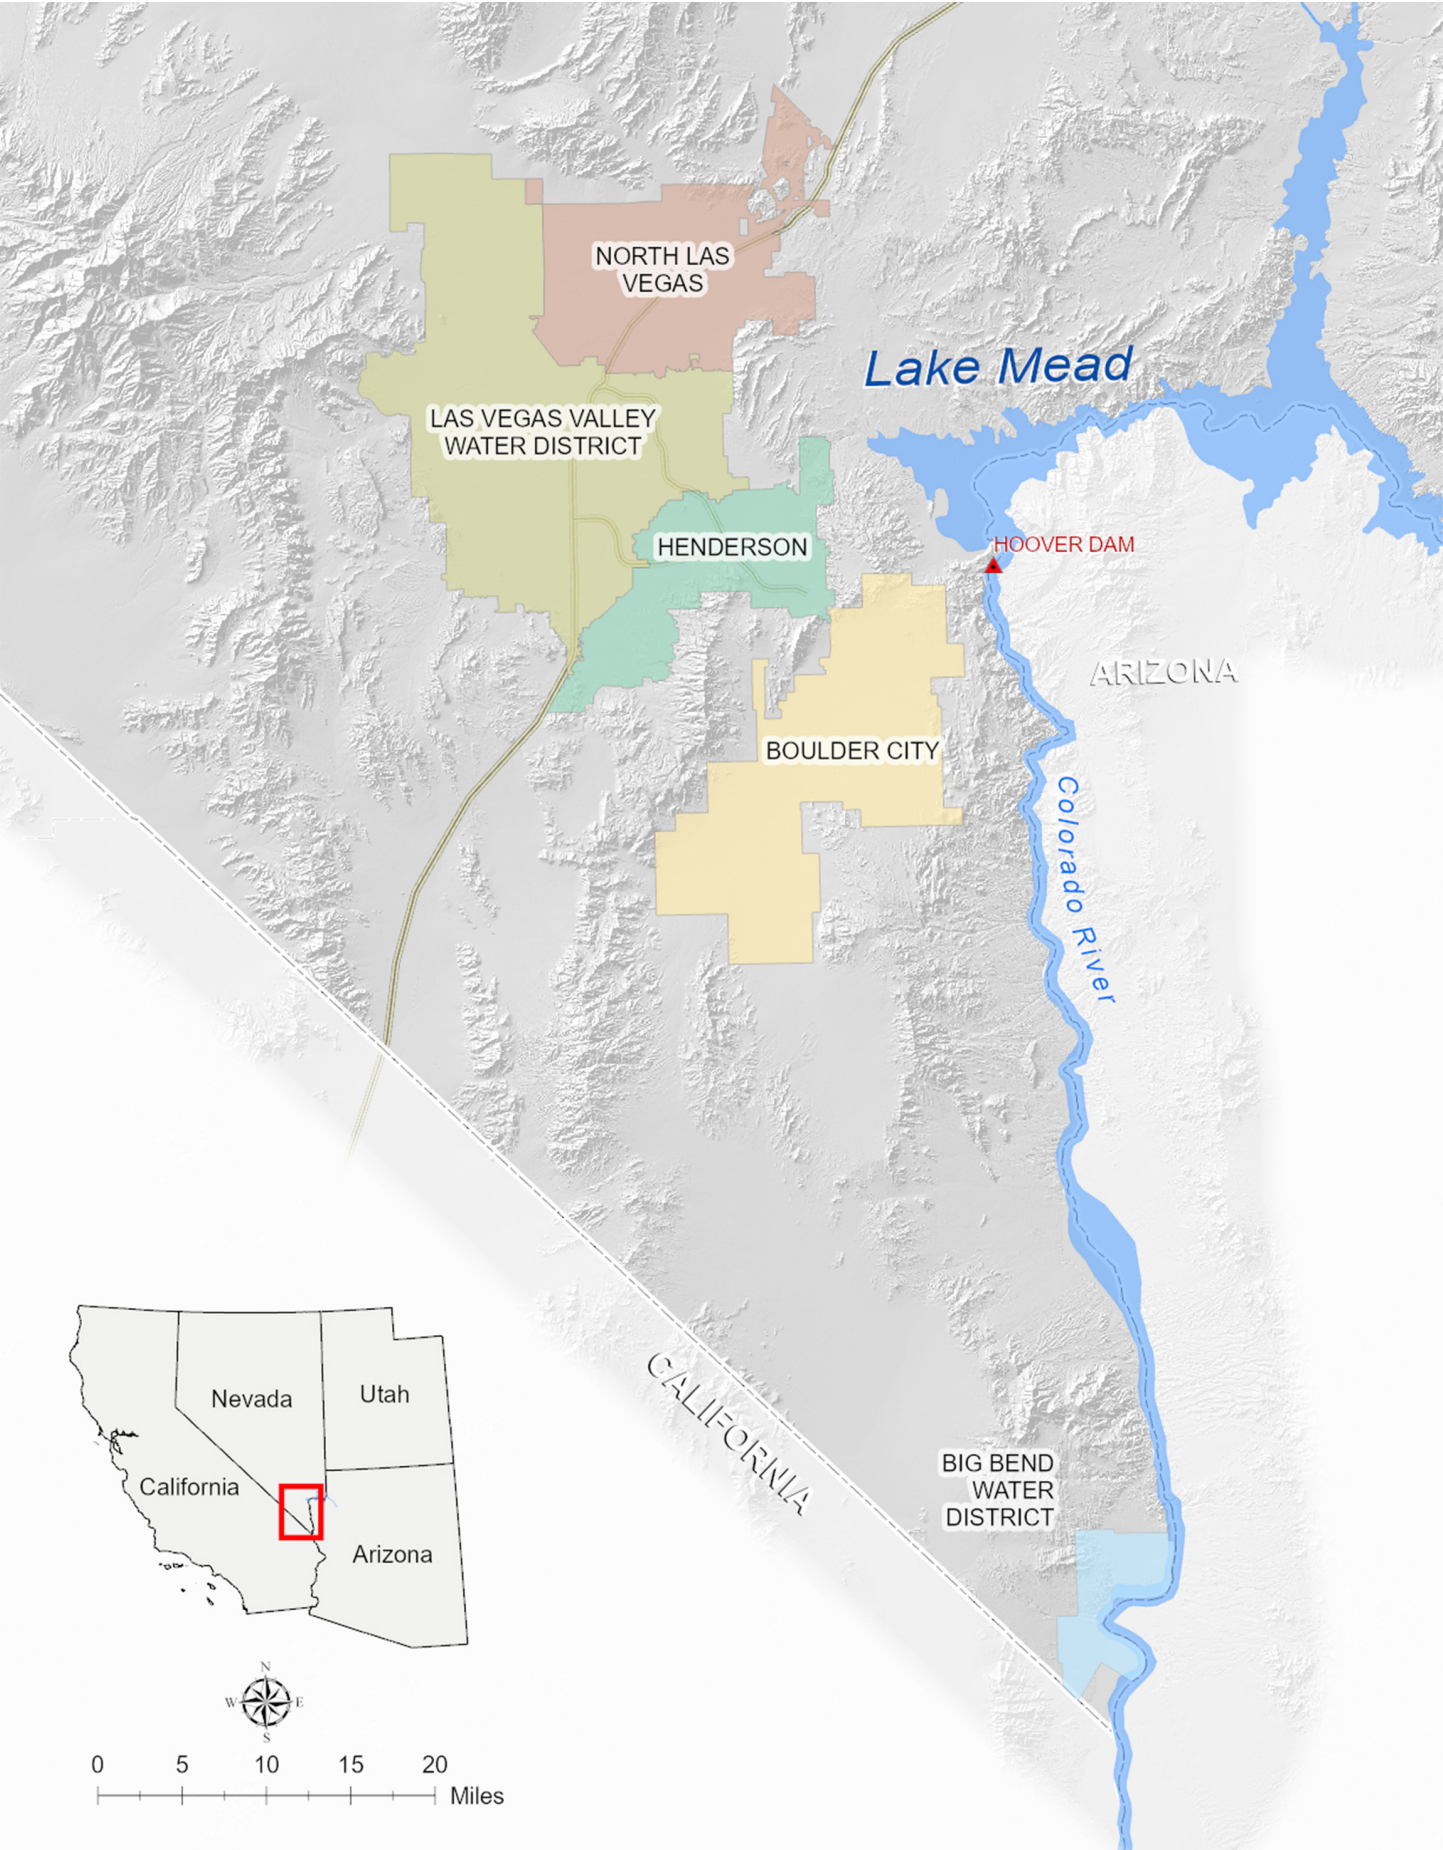 NORTH LAS
VEGAS
Lake Mead
LAS VEGAS VALLEY
WATER DISTRICT
HENDERSON
HOOVER DAM
ARIZONA
BOULDER CITY
Colorado River
CALIFORNIA
Nevada
Utah
California
Arizona
BIG BEND
WATER
DISTRICT
N
W E
S
0 5 10 15 20
Miles